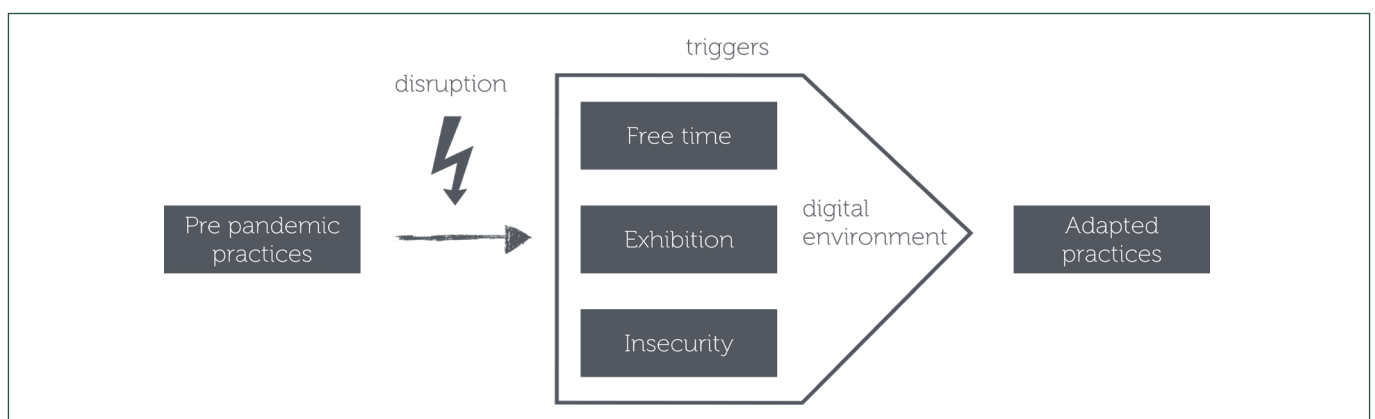 triggers
disruption
Free time
Pre pandemic
practices
Exhibition
digital
environment
Adapted
practices
Insecurity